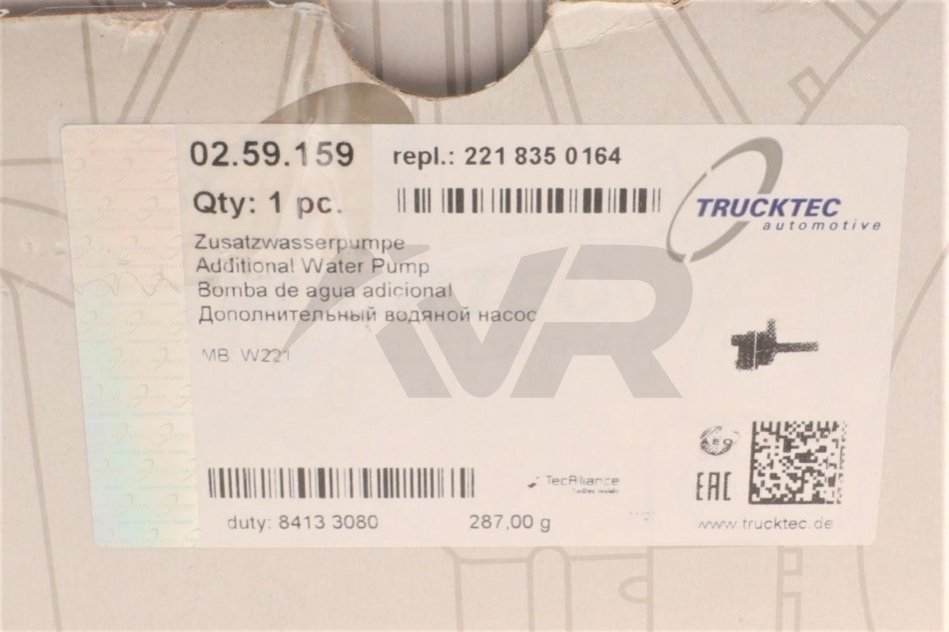 02.59.159
repl.: 221 835 0164
Qty: 1 pc.
TRUCKTEC
automotive
Zusatzwasserpumpe
Additional Water Pump
Bomba de agua adicional
Дополнительный водяной насос
MB W221
VR
TecAlliance
EAC
duty: 8413 3080
287,00 g
www.trucktec.de